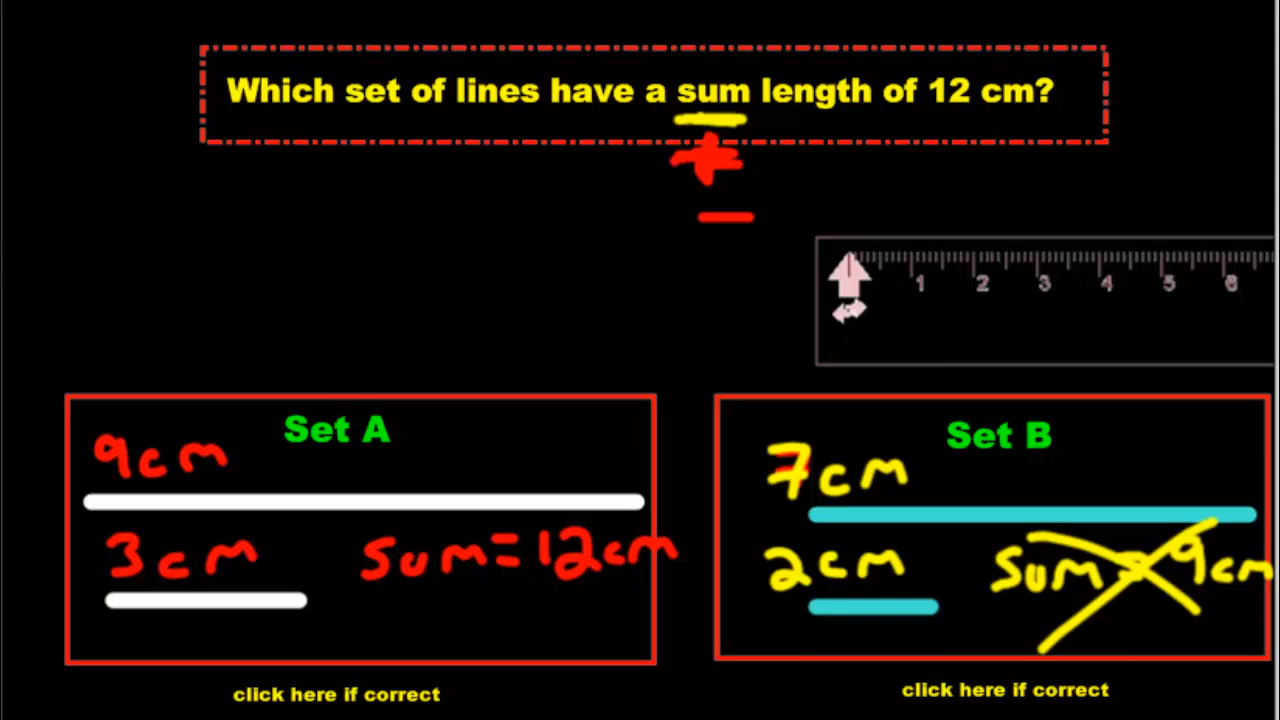 Which set of lines have a sum length of 12 cm?
+
1 2 3 4 5 6
Set A
9cm
3cm sum=12cm
click here if correct
Set B
7cm
2cm sum=9cm
click here if correct